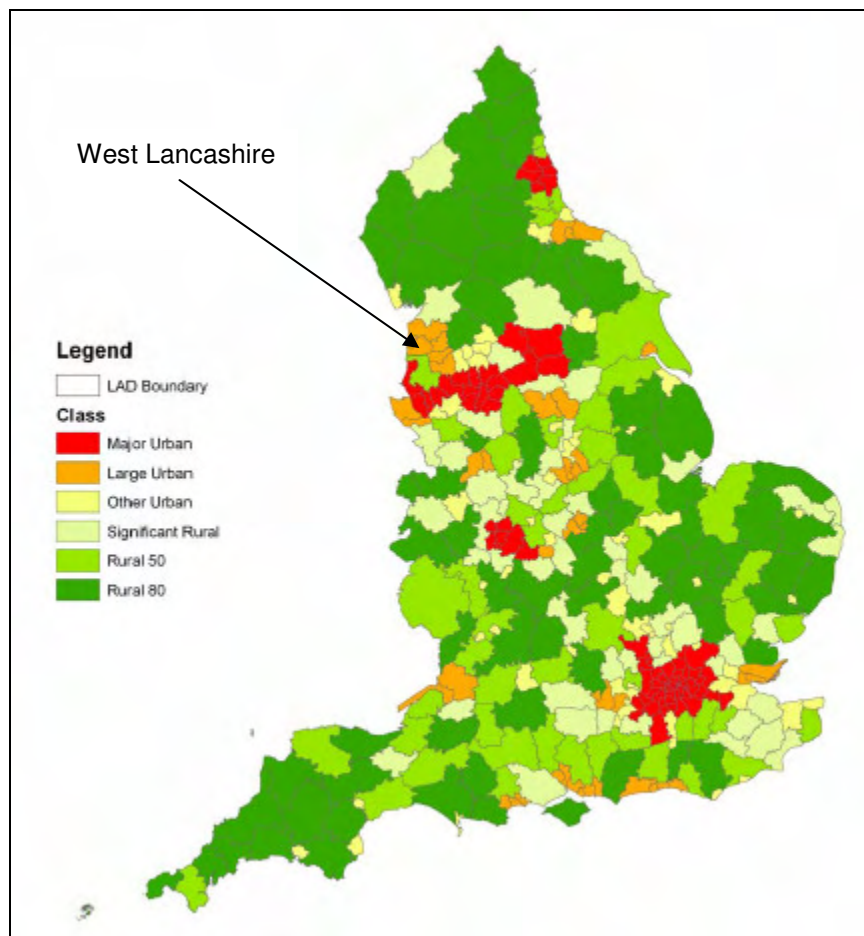 West Lancashire
Legend
LAD Boundary
Class
Major Urban
Large Urban
Other Urban
Significant Rural
Rural 50
Rural 80